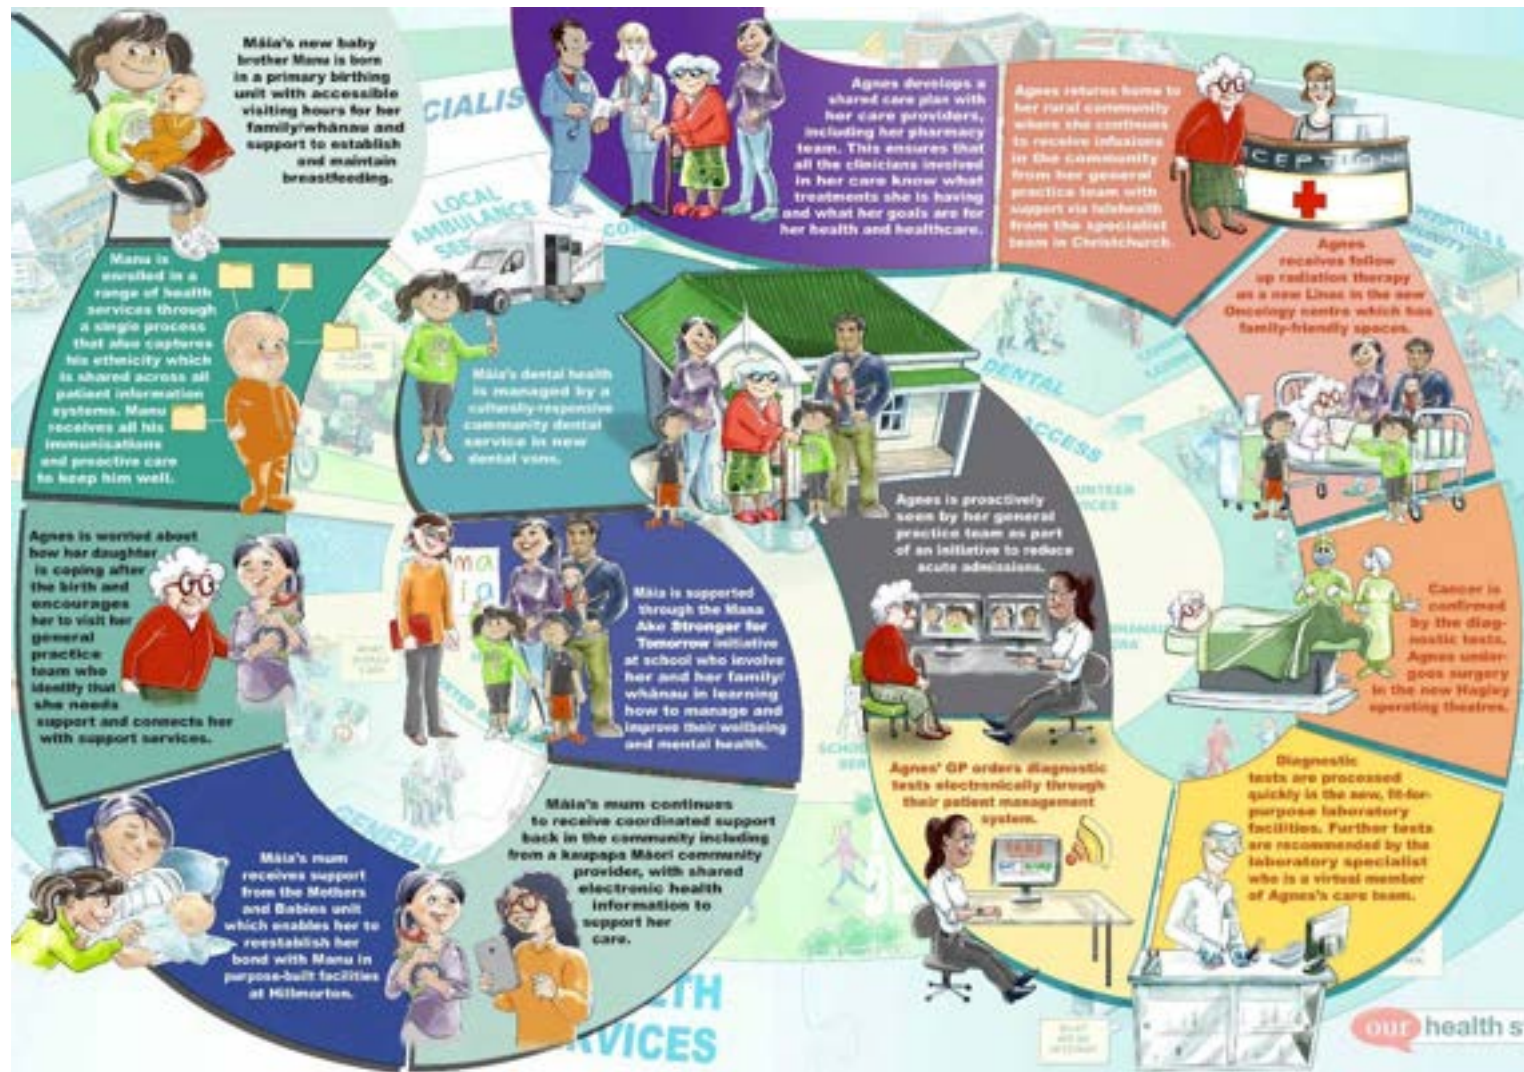 Máia's new baby
brother Manu is born
in a primary birthing
unit with accessible
visiting hours for her
family/whānau and
support to establish
and maintain
breastfeeding.
Manu is
enrolled in a
range of health
services through
a single process
that also captures
his ethnicity which
is shared across all
patient information
systems. Manu
receives all his
immunisations
and proactive care
to keep him well.
Agnes is worried about
how her daughter
is coping after
the birth and
encourages
her to visit her
general
practice
team who
identify that
she needs
support and connects her
with support services.
Máia's mum
receives support
from the Mothers
and Babies unit
which enables her to
reestablish her
bond with Manu in
purpose-built facilities
at Hillmorton.
Máia's mum continues
to receive coordinated support
back in the community including
from a kaupapa Māori community
provider, with shared
electronic health
information to
support her
care.
Máia is supported
through the Mana
Ake Stronger for
Tomorrow initiative
at school who involve
her and her family/
whānau in learning
how to manage and
improve their wellbeing
and mental health.
ma
ia
Máia's dental health
is managed by a
culturally-responsive
community dental
service in new
dental vans.
Agnes is proactively
seen by her general
practice team as part
of an initiative to reduce
acute admissions.
Agnes' GP orders diagnostic
tests electronically through
their patient management
system.
Diagnostic
tests are processed
quickly in the new, fit-for-
purpose laboratory
facilities. Further tests
are recommended by the
laboratory specialist
who is a virtual member
of Agnes's care team.
Cancer is
confirmed
by the diag-
nostic tests.
Agnes under-
goes surgery
in the new Hagley
operating theatres.
Agnes
receives follow
up radiation therapy
on a new Linac in the new
Oncology centre which has
family-friendly spaces.
Agnes returns home to
her rural community
where she continues
to receive infusions
in the community
from her general
practice team with
support via telehealth
from the specialist
team in Christchurch.
CEPTION
Agnes develops a
shared care plan with
her care providers,
including her pharmacy
team. This ensures that
all the clinicians involved
in her care know what
treatments she is having
and what her goals are for
her health and healthcare.
CIALIS
LOCAL
AMBULANCE
DENTAL
ACCESS
GENERAL
LTH
RVICES
our health s